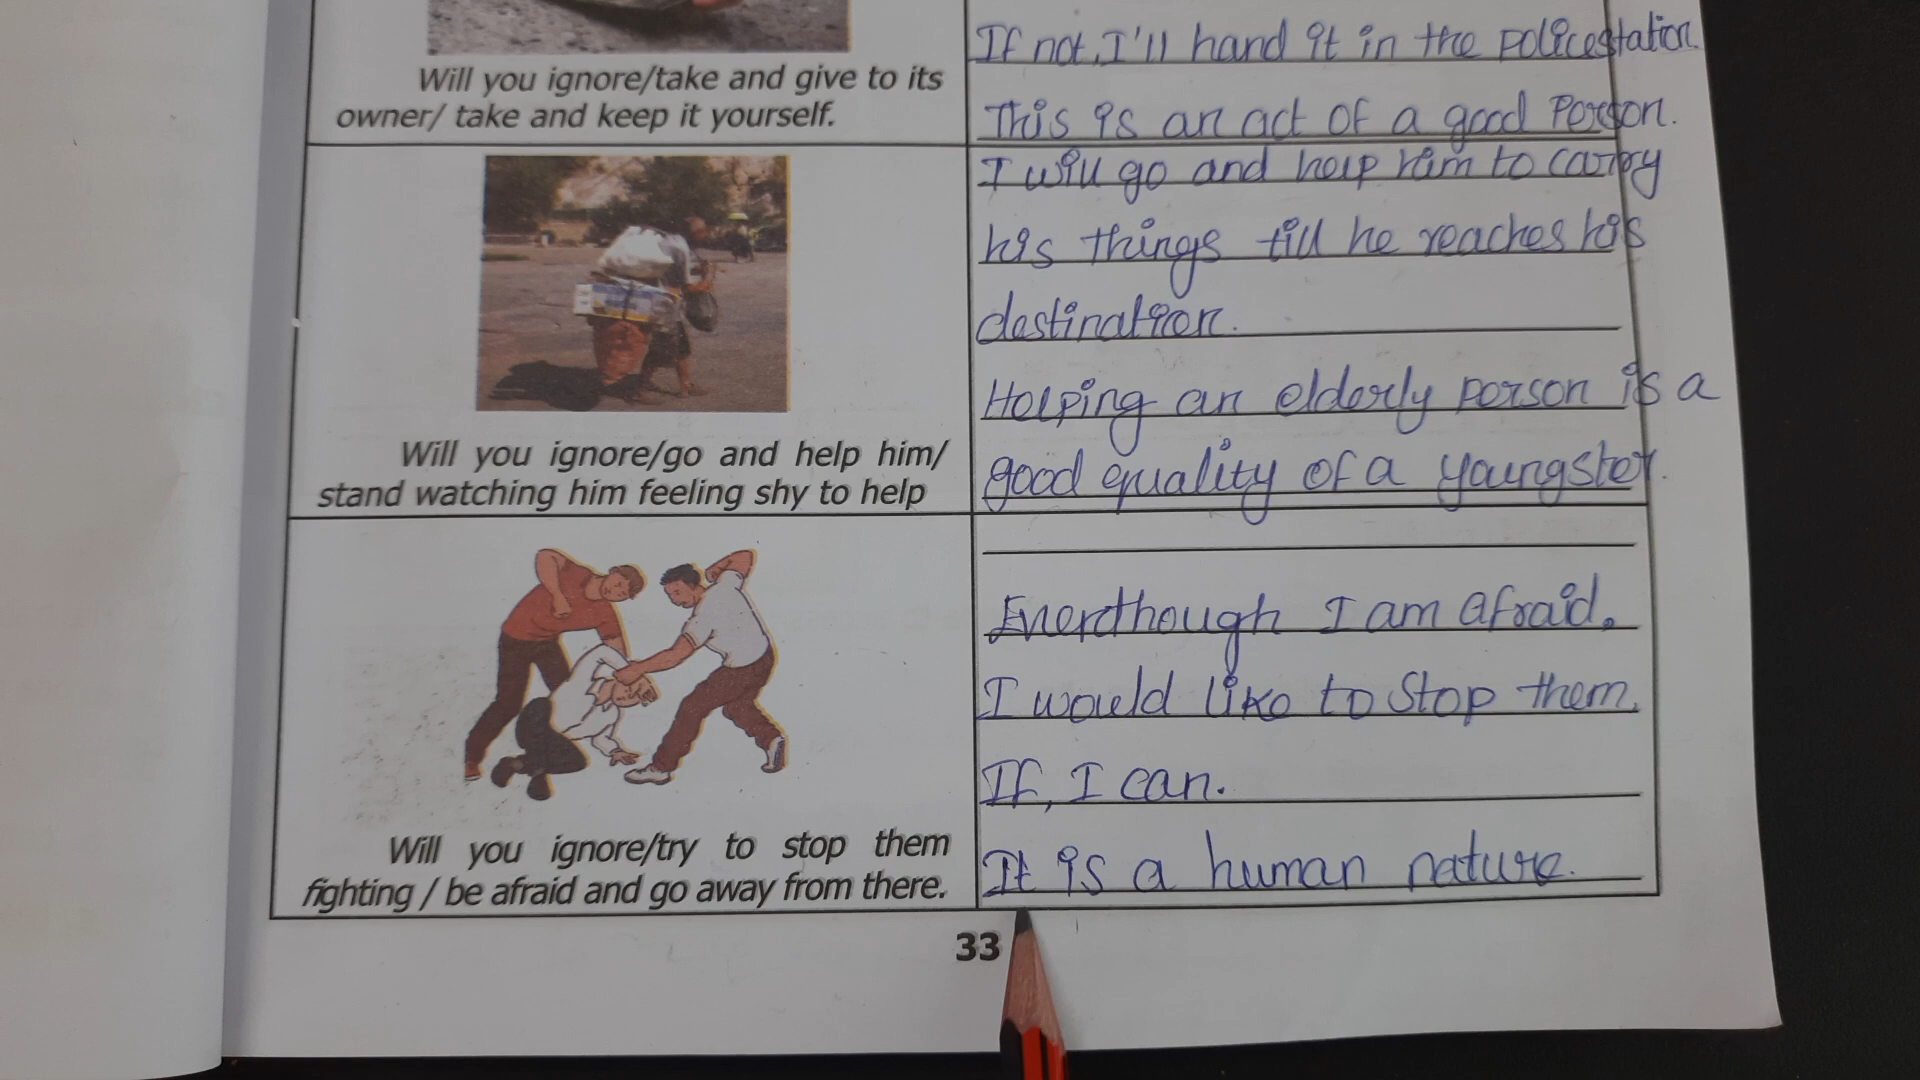 Will you ignore/take and give to its
owner/ take and keep it yourself.
If not, I'll hand it in the policestation.
This is an act of a good Person.
Will you ignore/go and help him/
stand watching him feeling shy to help
I will go and help him to carry
his things till he reaches his
destination.
Helping an elderly person is a
good quality of a youngster.
Will you ignore/try to stop them
fighting / be afraid and go away from there.
Eventhough I am afraid.
I would like to Stop them.
If, I can.
It is a human nature.
33